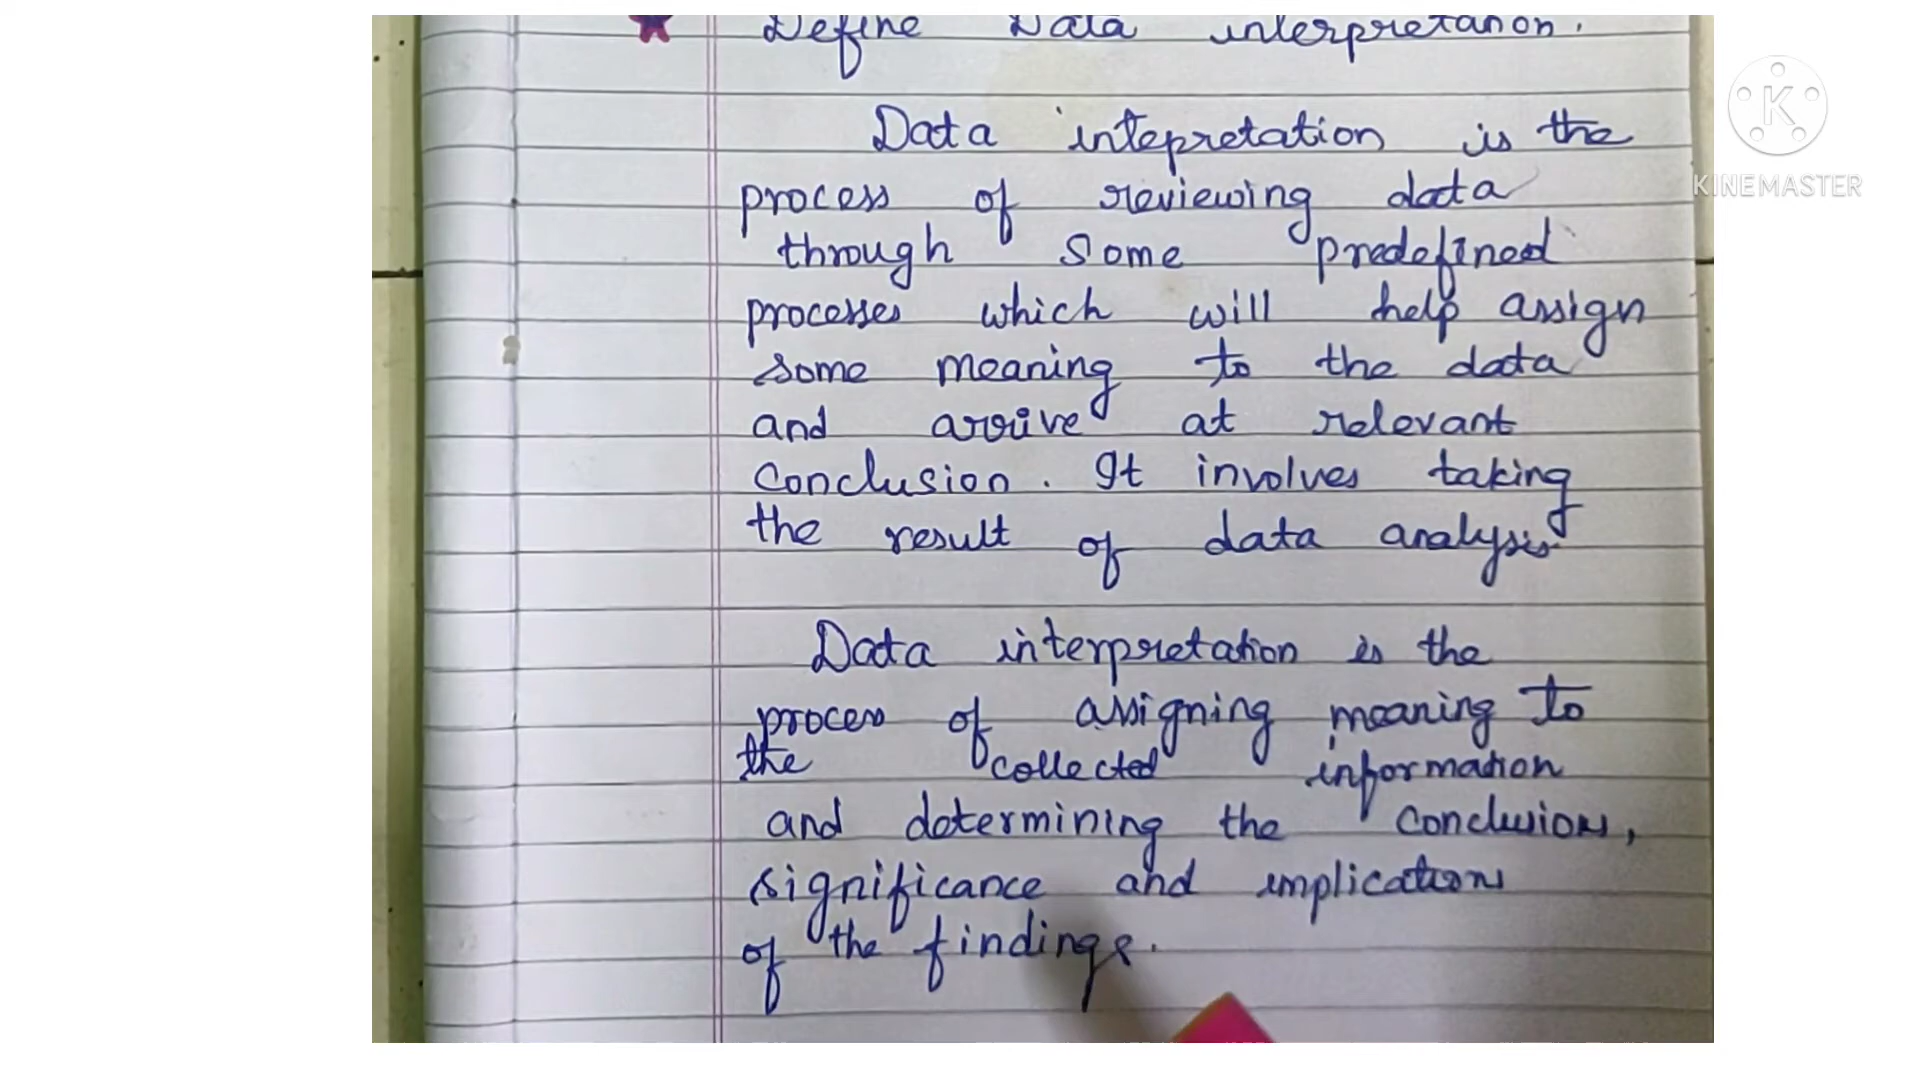 Define Data interpretation.
Data intepretation is the
process of reviewing data
through some predefined
processes which will help assign
some meaning to the data
and arrive at relevant
conclusion. It involves taking
the result of data analysis
Data interpretation is the
process of assigning meaning to
the collected information
and determining the conclusions,
significance and implications
of the findings.
K
KINEMASTER